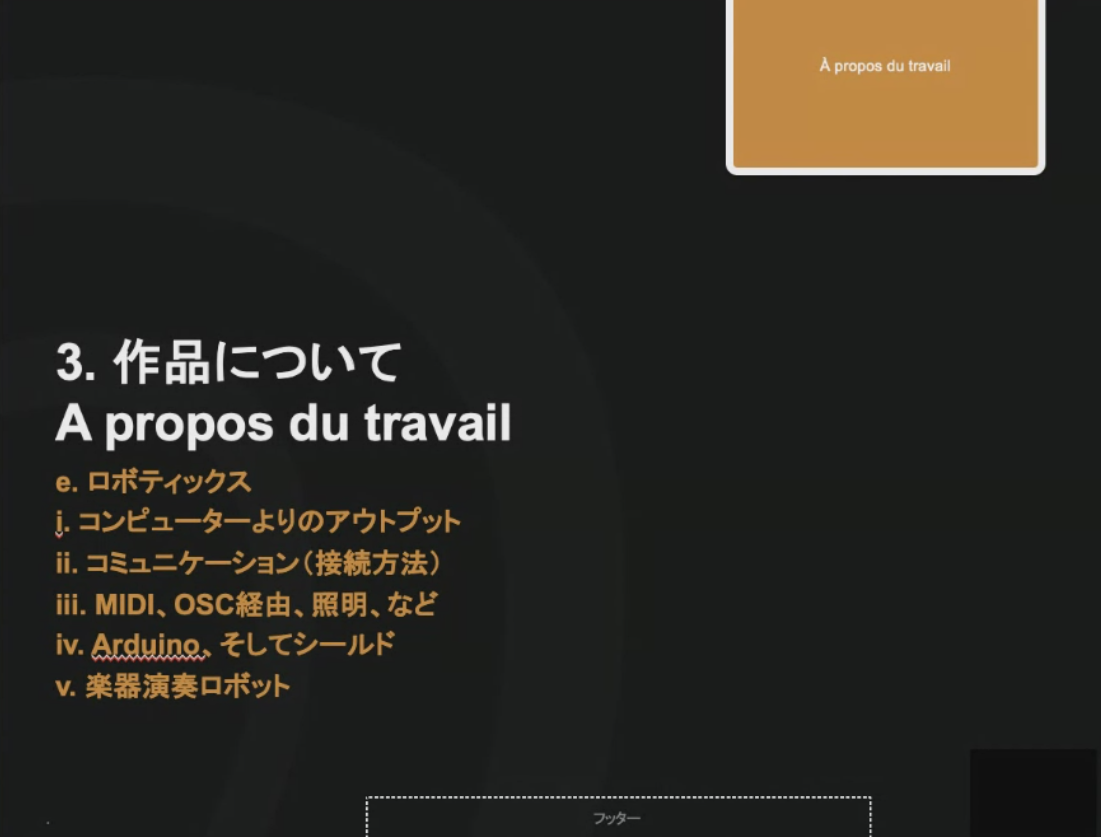 À propos du travail
3. 作品について
A propos du travail
e. ロボティックス
i. コンピューターよりのアウトプット
ii. コミュニケーション（接続方法）
iii. MIDI、OSC経由、照明、など
iv. Arduino、そしてシールド
v. 楽器演奏ロボット
フッター